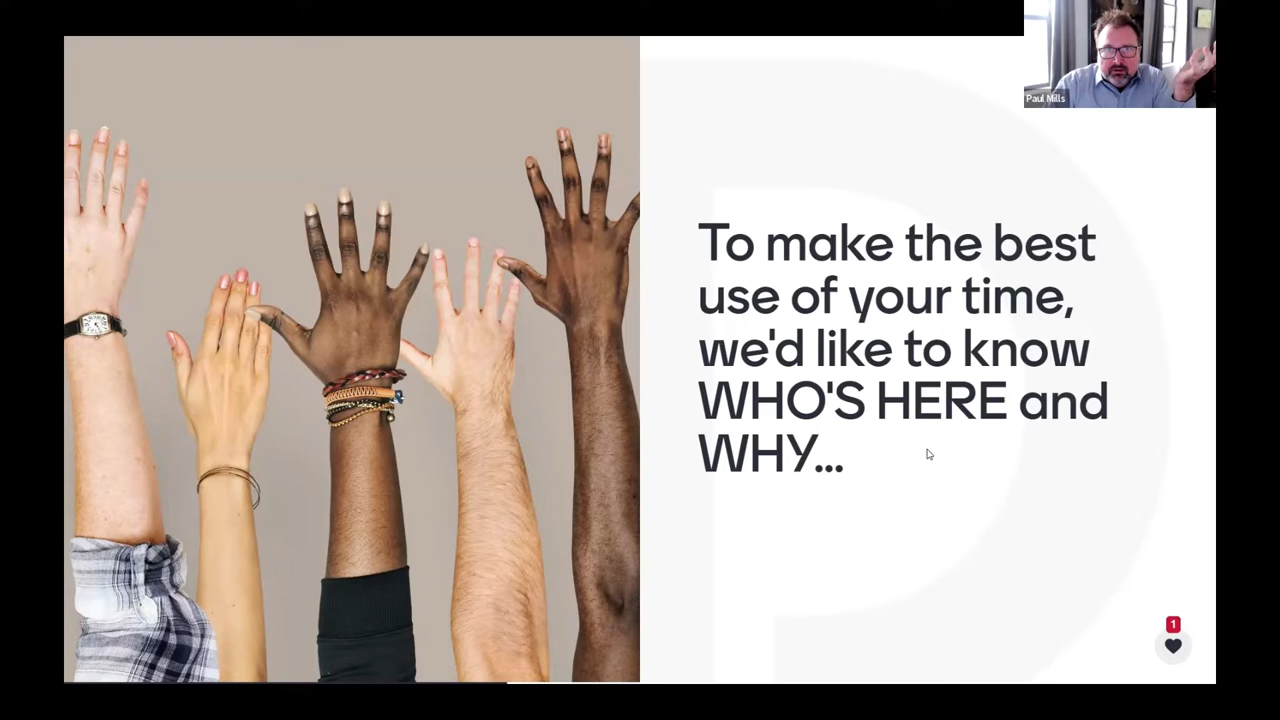 Paul Mills
To make the best
use of your time,
we'd like to know
WHO'S HERE and
WHY...
1